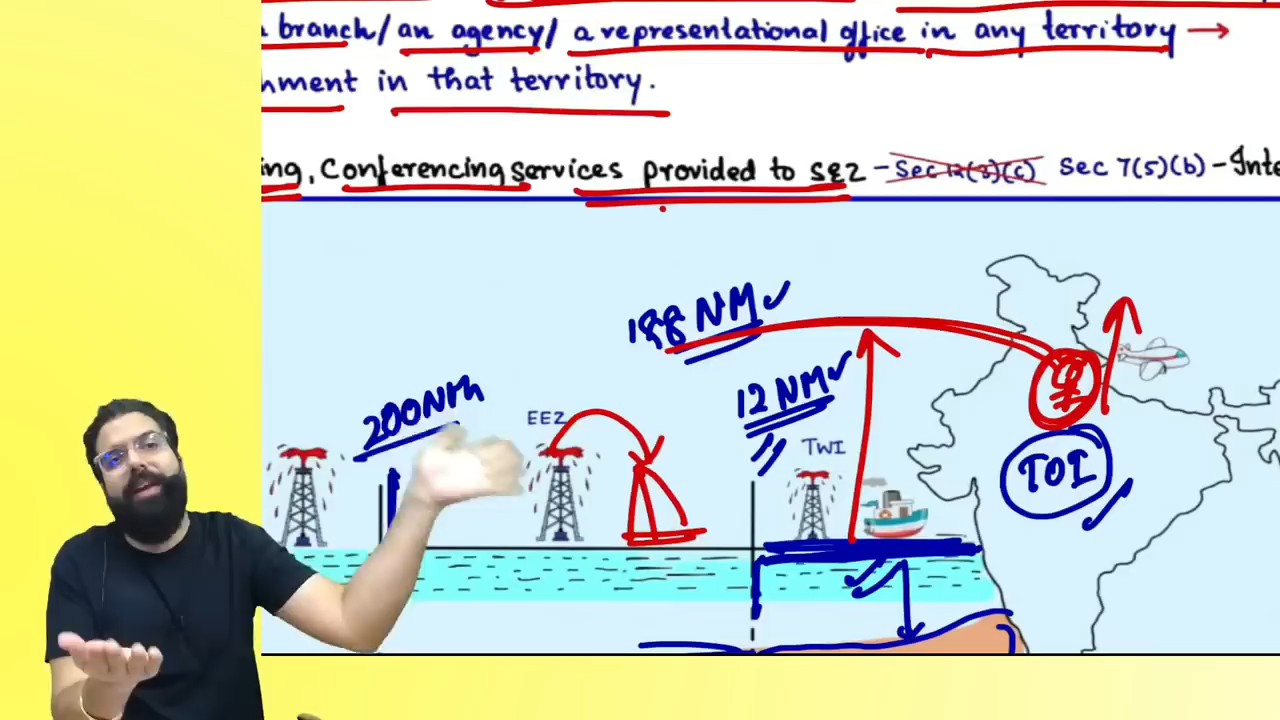 branch/ an agency/ a representational office in any territory →
nment in that territory.
ing, Conferencing services provided to SEZ - Sec 12(3)(c) Sec 7(5)(b) - Inte
188 NM
12 NM
200NM
EEZ
TWI
TOI